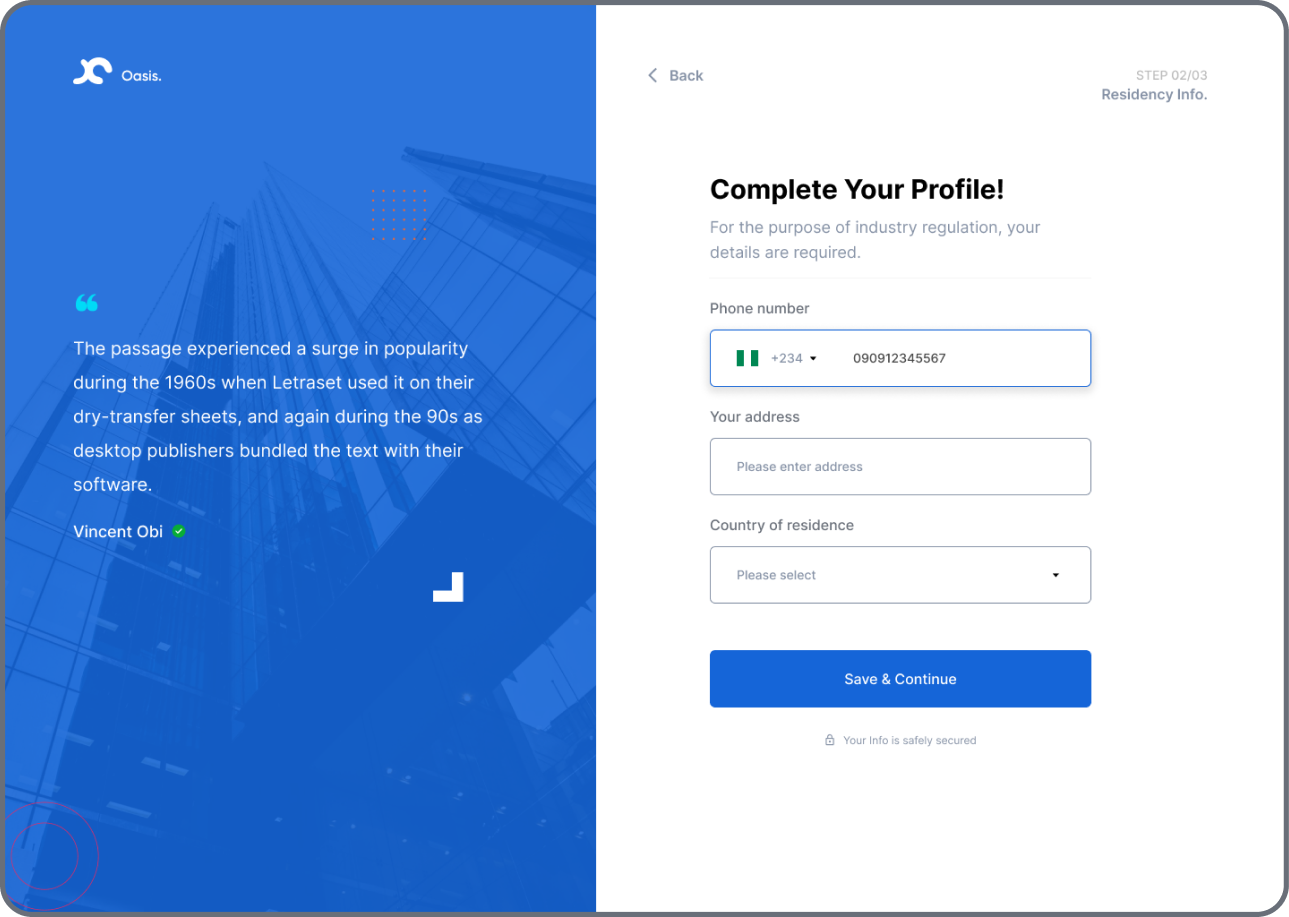 Oasis.
“
The passage experienced a surge in popularity
during the 1960s when Letraset used it on their
dry-transfer sheets, and again during the 90s as
desktop publishers bundled the text with their
software.
Vincent Obi
Back
STEP 02/03
Residency Info.
Complete Your Profile!
For the purpose of industry regulation, your
details are required.
Phone number
+234 090912345567
Your address
Please enter address
Country of residence
Please select
Save & Continue
Your Info is safely secured